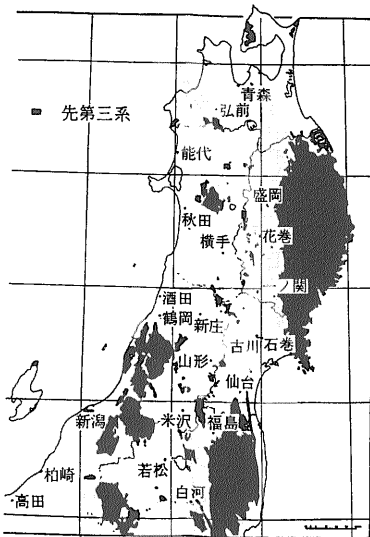 青森
弘前
先第三系
能代
盛岡
秋田
花巻
横手
一ノ関
酒田
鶴岡
新庄
古川
石巻
山形
仙台
新潟
米沢
福島
若松
柏崎
白河
高田